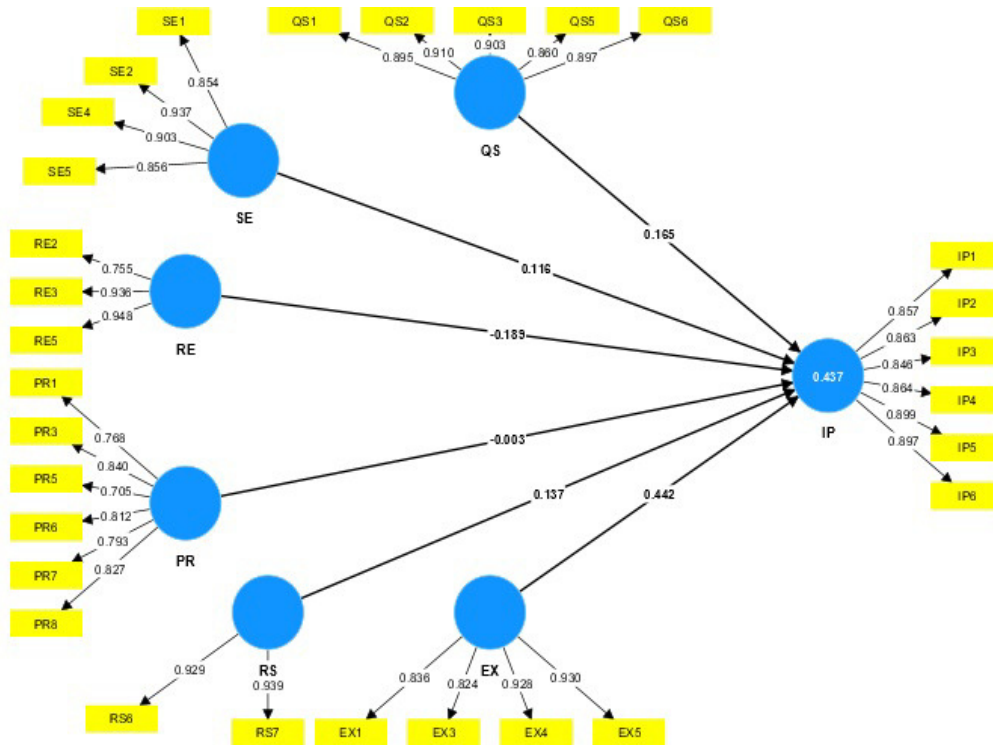 SE1
QS1
QS2
QS3
QS5
QS6
0.895
0.910
0.903
0.860
0.897
SE2
0.854
SE4
0.937
0.903
SE5
0.856
QS
SE
RE2
0.755
RE3
0.936
RE5
0.948
RE
0.165
0.116
-0.189
IP1
0.857
IP2
0.863
IP3
0.846
IP4
0.864
0.437
0.899
IP5
0.897
IP6
IP
PR1
0.768
PR3
0.840
PR5
0.705
PR6
0.812
0.793
PR7
0.827
PR8
PR
-0.003
0.137
0.442
RS
0.929
0.939
RS6
RS7
EX
0.836
0.824
0.928
0.930
EX1
EX3
EX4
EX5